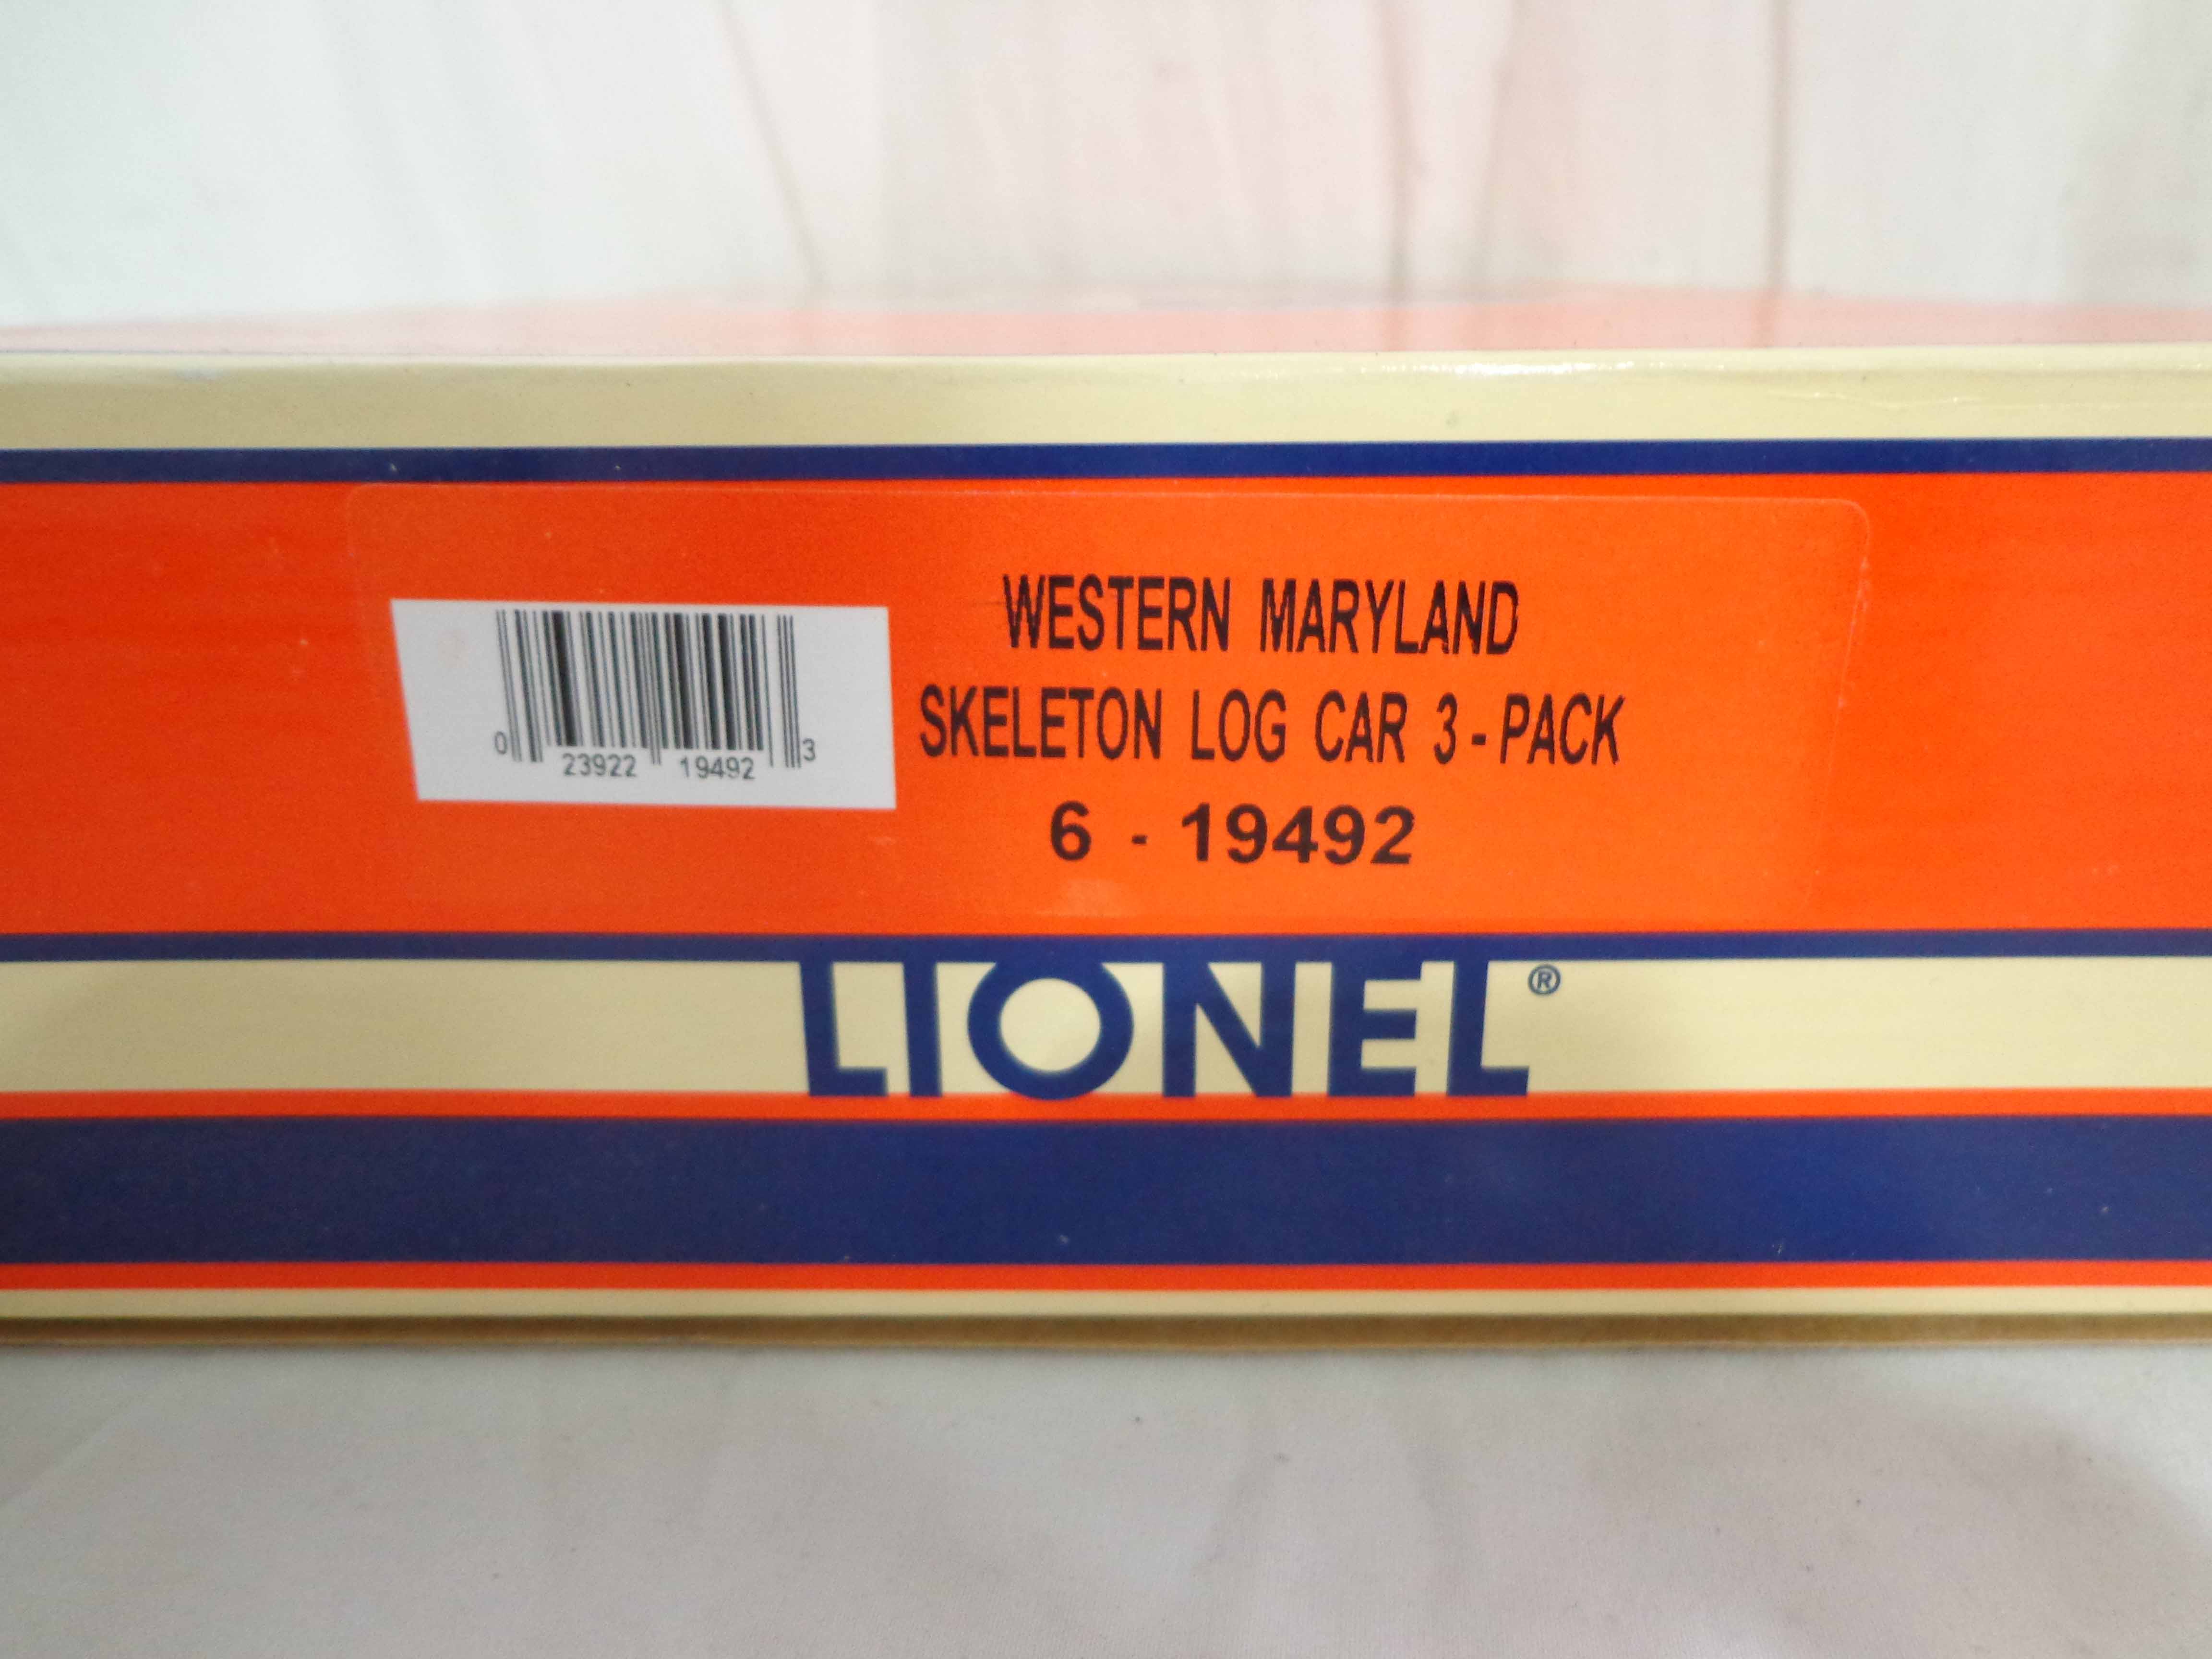 WESTERN MARYLAND
SKELETON LOG CAR 3-PACK
6 - 19492
0 23922 19492 3
LIONEL®